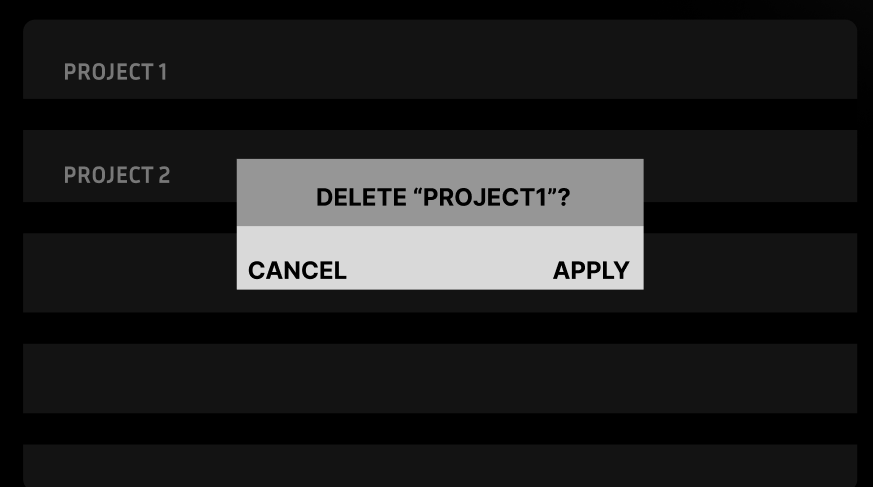 PROJECT 1
PROJECT 2
DELETE “PROJECT1”?
CANCEL APPLY